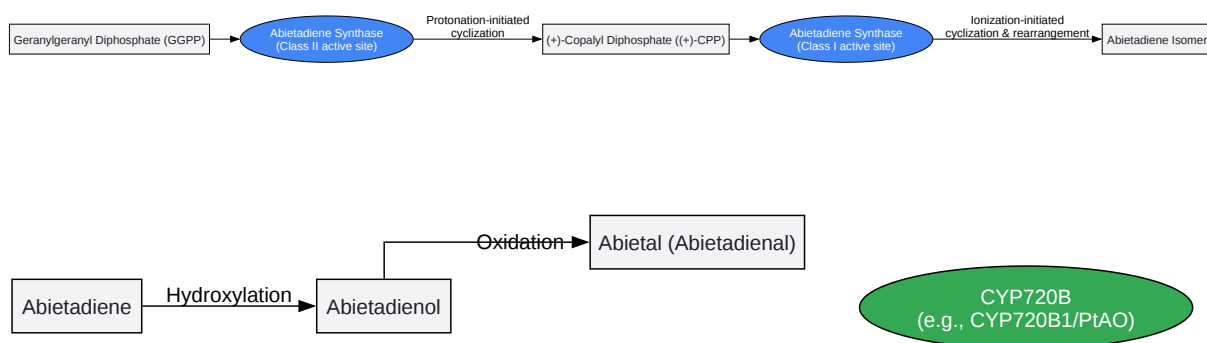 Geranylgeranyl Diphosphate (GGPP)
Abietadiene Synthase
(Class II active site)
Protonation-initiated
cyclization
(+)-Copalyl Diphosphate ((+)-CPP)
Abietadiene Synthase
(Class I active site)
Ionization-initiated
cyclization & rearrangement
Abietadiene Isomer
Abietadiene
Hydroxylation
Abietadienol
Oxidation
Abietal (Abietadienal)
CYP720B
(e.g., CYP720B1/PtAO)